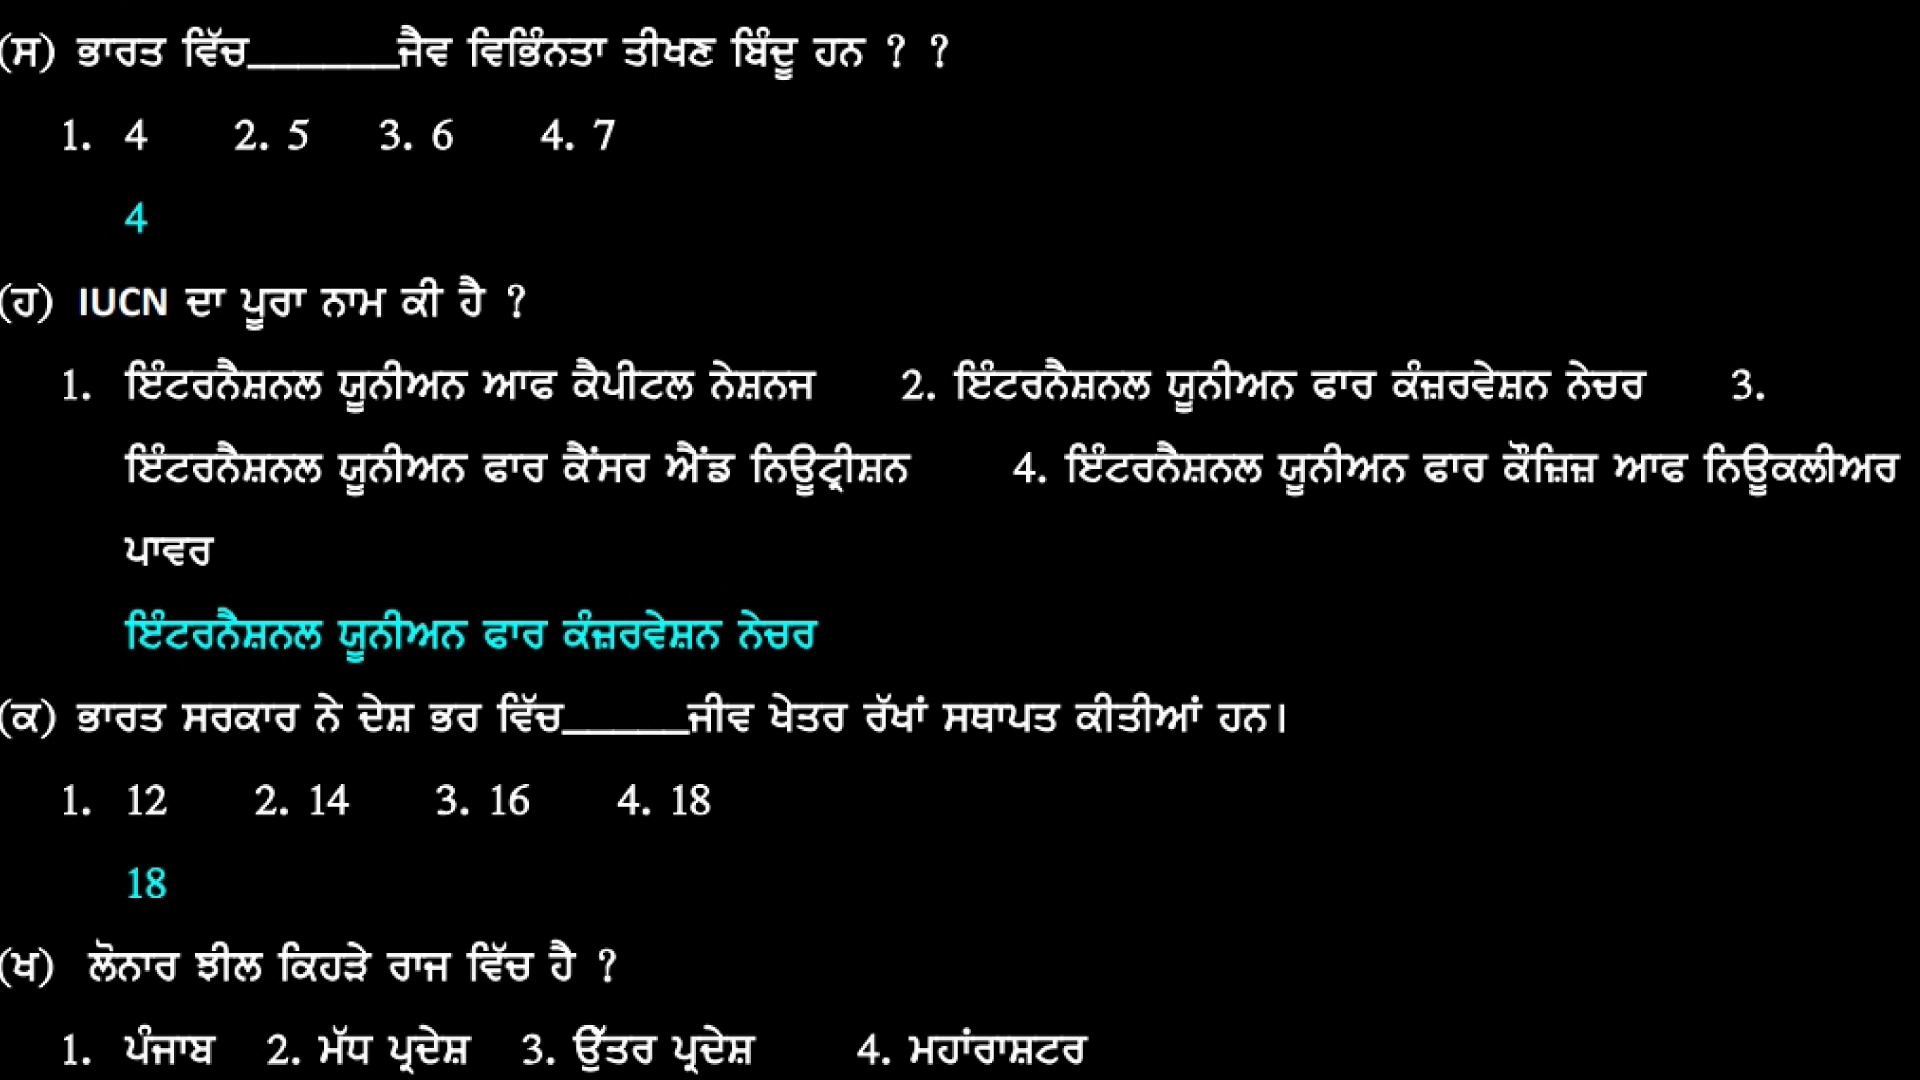 (ਸ) ਭਾਰਤ ਵਿੱਚ______ਜੈਵ ਵਿਭਿੰਨਤਾ ਤੀਖਣ ਬਿੰਦੂ ਹਨ ? ?
1. 4 2. 5 3. 6 4. 7
4
(ਹ) IUCN ਦਾ ਪੂਰਾ ਨਾਮ ਕੀ ਹੈ ?
1. ਇੰਟਰਨੈਸ਼ਨਲ ਯੂਨੀਅਨ ਆਫ ਕੈਪੀਟਲ ਨੇਸ਼ਨਜ 2. ਇੰਟਰਨੈਸ਼ਨਲ ਯੂਨੀਅਨ ਫਾਰ ਕੰਜ਼ਰਵੇਸ਼ਨ ਨੇਚਰ 3.
ਇੰਟਰਨੈਸ਼ਨਲ ਯੂਨੀਅਨ ਫਾਰ ਕੈਂਸਰ ਐਂਡ ਨਿਊਟ੍ਰੀਸ਼ਨ 4. ਇੰਟਰਨੈਸ਼ਨਲ ਯੂਨੀਅਨ ਫਾਰ ਕੌਜ਼ਿਜ਼ ਆਫ ਨਿਊਕਲੀਅਰ
ਪਾਵਰ
ਇੰਟਰਨੈਸ਼ਨਲ ਯੂਨੀਅਨ ਫਾਰ ਕੰਜ਼ਰਵੇਸ਼ਨ ਨੇਚਰ
(ਕ) ਭਾਰਤ ਸਰਕਾਰ ਨੇ ਦੇਸ਼ ਭਰ ਵਿੱਚ_____ਜੀਵ ਖੇਤਰ ਰੱਖਾਂ ਸਥਾਪਤ ਕੀਤੀਆਂ ਹਨ।
1. 12 2. 14 3. 16 4. 18
18
(ਖ) ਲੋਨਾਰ ਝੀਲ ਕਿਹੜੇ ਰਾਜ ਵਿੱਚ ਹੈ ?
1. ਪੰਜਾਬ 2. ਮੱਧ ਪ੍ਰਦੇਸ਼ 3. ਉੱਤਰ ਪ੍ਰਦੇਸ਼ 4. ਮਹਾਂਰਾਸ਼ਟਰ